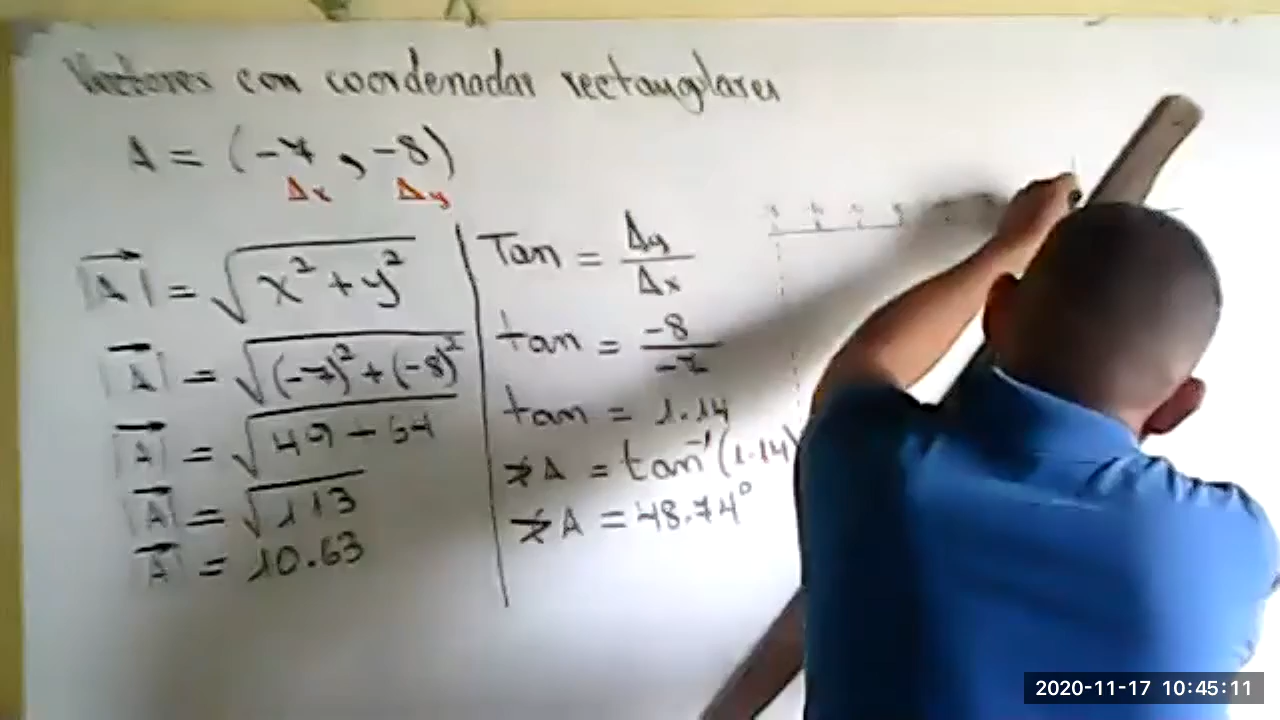 Vectores con coordenadas rectangulares
A = (-7, -8)
Δx Δy
|A| = √x² + y²
|A| = √(-7)² + (-8)²
|A| = √49 - 64
|A| = √113
|A| = 10.63
Tan = Δy/Δx
tan = -8/-7
tan = 1.14
∡A = tan⁻¹(1.14)
∡A = 48.74°
2020-11-17 10:45:11